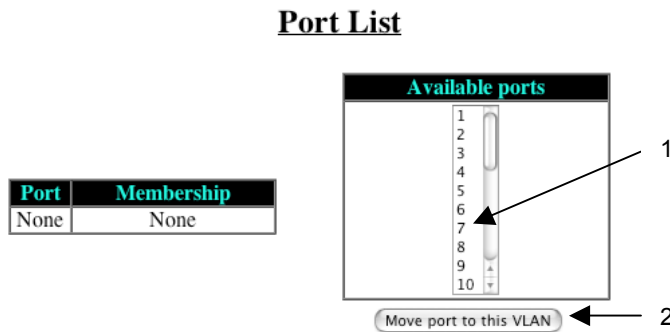 Port List
Available ports
1
2
3
4
5
6
7
8
9
10
1
Port Membership
None None
Move port to this VLAN
2